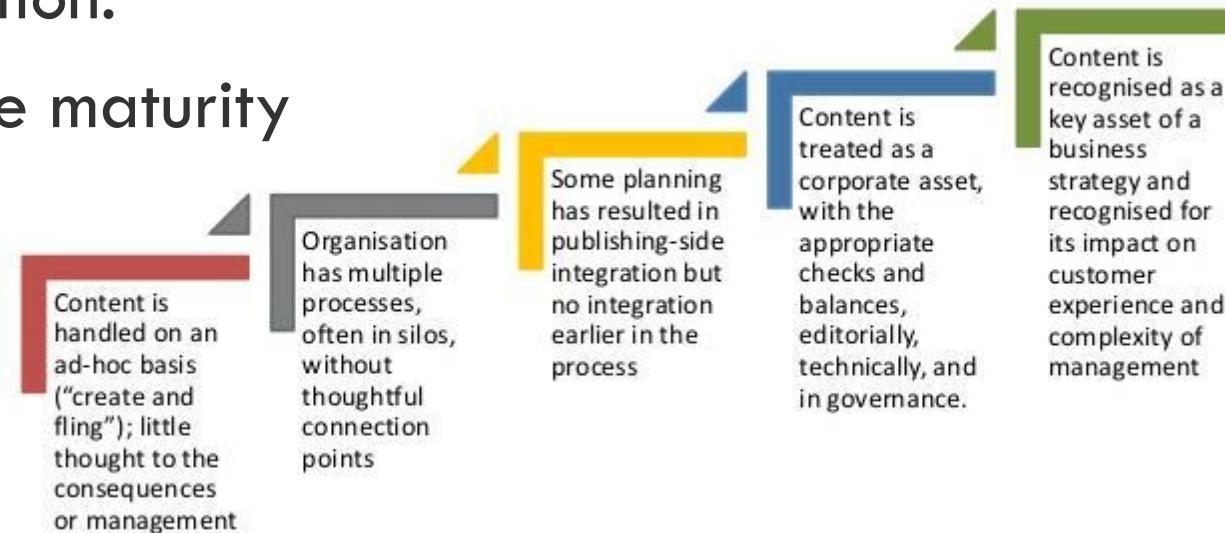 tion.
e maturity
Content is
handled on an
ad-hoc basis
(“create and
fling”); little
thought to the
consequences
or management
Organisation
has multiple
processes,
often in silos,
without
thoughtful
connection
points
Some planning
has resulted in
publishing-side
integration but
no integration
earlier in the
process
Content is
treated as a
corporate asset,
with the
appropriate
checks and
balances,
editorially,
technically, and
in governance.
Content is
recognised as a
key asset of a
business
strategy and
recognised for
its impact on
customer
experience and
complexity of
management